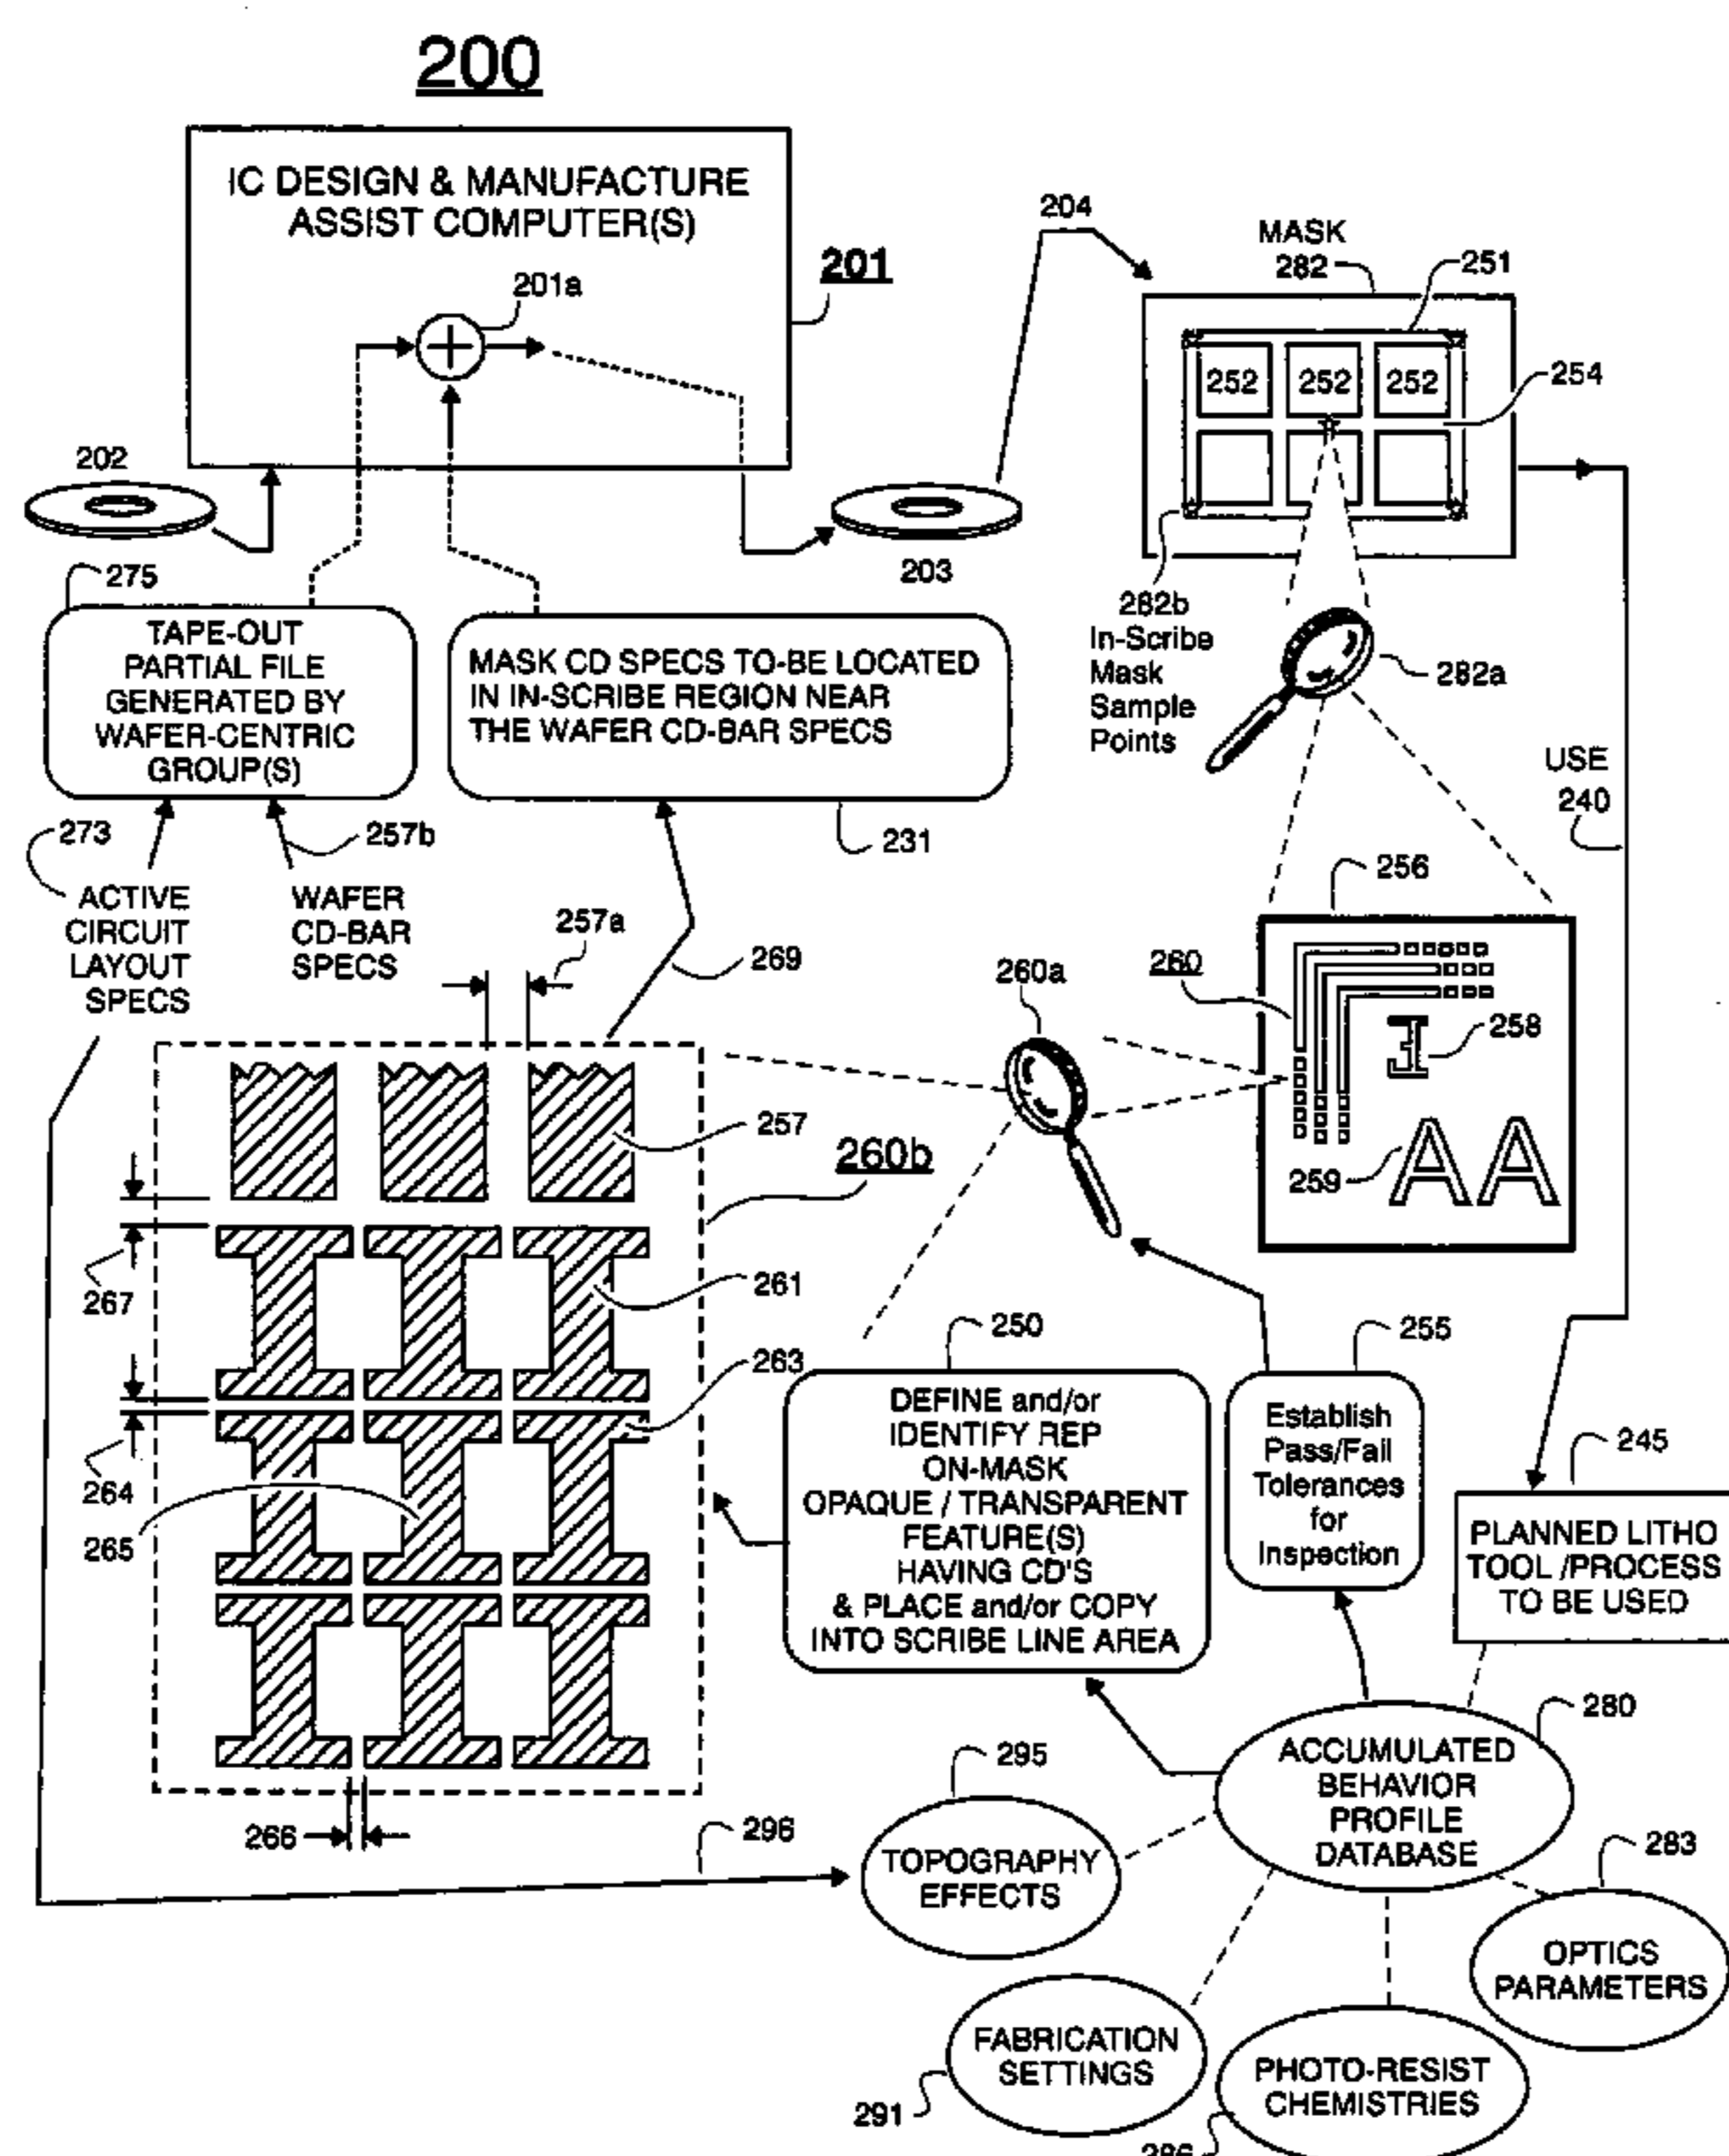 200
IC DESIGN & MANUFACTURE
ASSIST COMPUTER(S)
201a
201
202
203
204
MASK
282
251
252 252 252
254
282b
In-Scribe
Mask
Sample
Points
282a
275
TAPE-OUT
PARTIAL FILE
GENERATED BY
WAFER-CENTRIC
GROUP(S)
MASK CD SPECS TO-BE LOCATED
IN IN-SCRIBE REGION NEAR
THE WAFER CD-BAR SPECS
231
USE
240
273
257b
ACTIVE
CIRCUIT
LAYOUT
SPECS
WAFER
CD-BAR
SPECS
257a
269
260a
256
260
258
259
AA
257
260b
267
261
263
264
265
266
250
DEFINE and/or
IDENTIFY REP
ON-MASK
OPAQUE / TRANSPARENT
FEATURE(S)
HAVING CD'S
& PLACE and/or COPY
INTO SCRIBE LINE AREA
255
Establish
Pass/Fail
Tolerances
for
Inspection
245
PLANNED LITHO
TOOL /PROCESS
TO BE USED
280
ACCUMULATED
BEHAVIOR
PROFILE
DATABASE
295
TOPOGRAPHY
EFFECTS
296
283
OPTICS
PARAMETERS
FABRICATION
SETTINGS
291
PHOTO-RESIST
CHEMISTRIES
286